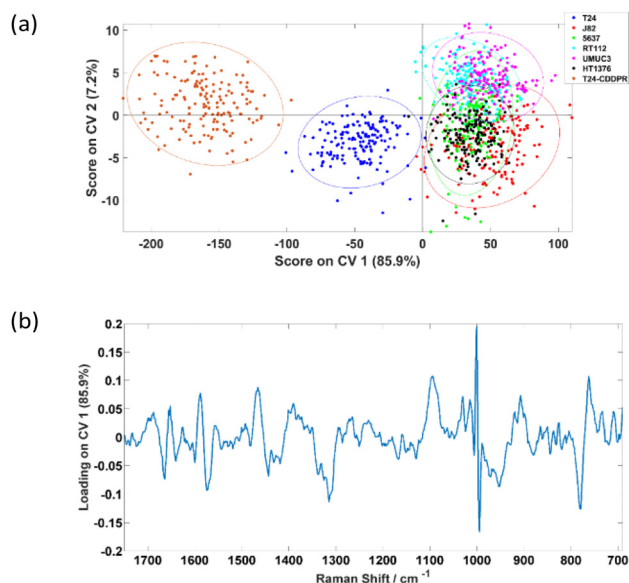 (a)
T24
J82
5637
RT112
UMUC3
HT1376
T24-CDDPR
10
5
0
-5
-10
Score on CV 2 (7.2%)
-200 -150 -100 -50 0 50 100
Score on CV 1 (85.9%)
(b)
0.2
0.15
0.1
0.05
0
-0.05
-0.1
-0.15
-0.2
Loading on CV 1 (85.9%)
1700 1600 1500 1400 1300 1200 1100 1000 900 800 700
Raman Shift / cm -1